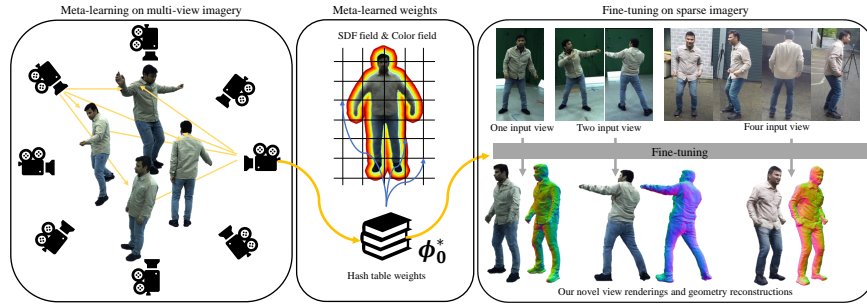 Meta-learning on multi-view imagery
Meta-learned weights
SDF field & Color field
ϕ₀*
Hash table weights
Fine-tuning on sparse imagery
One input view
Two input view
Four input view
Fine-tuning
Our novel view renderings and geometry reconstructions